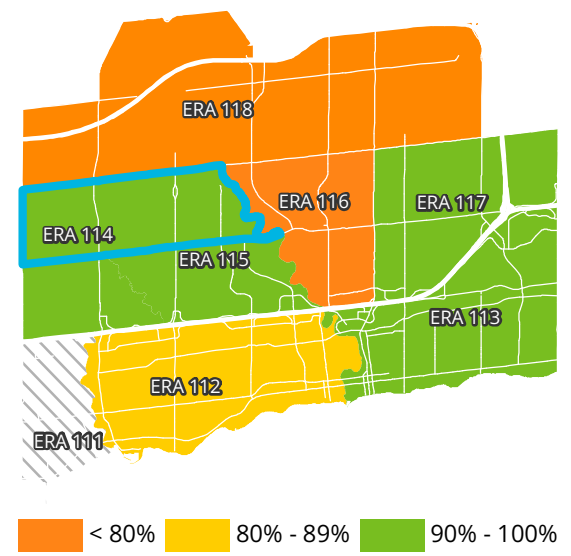 ERA 118
ERA 116
ERA 117
ERA 114
ERA 115
ERA 113
ERA 112
ERA 111
< 80% 80% - 89% 90% - 100%